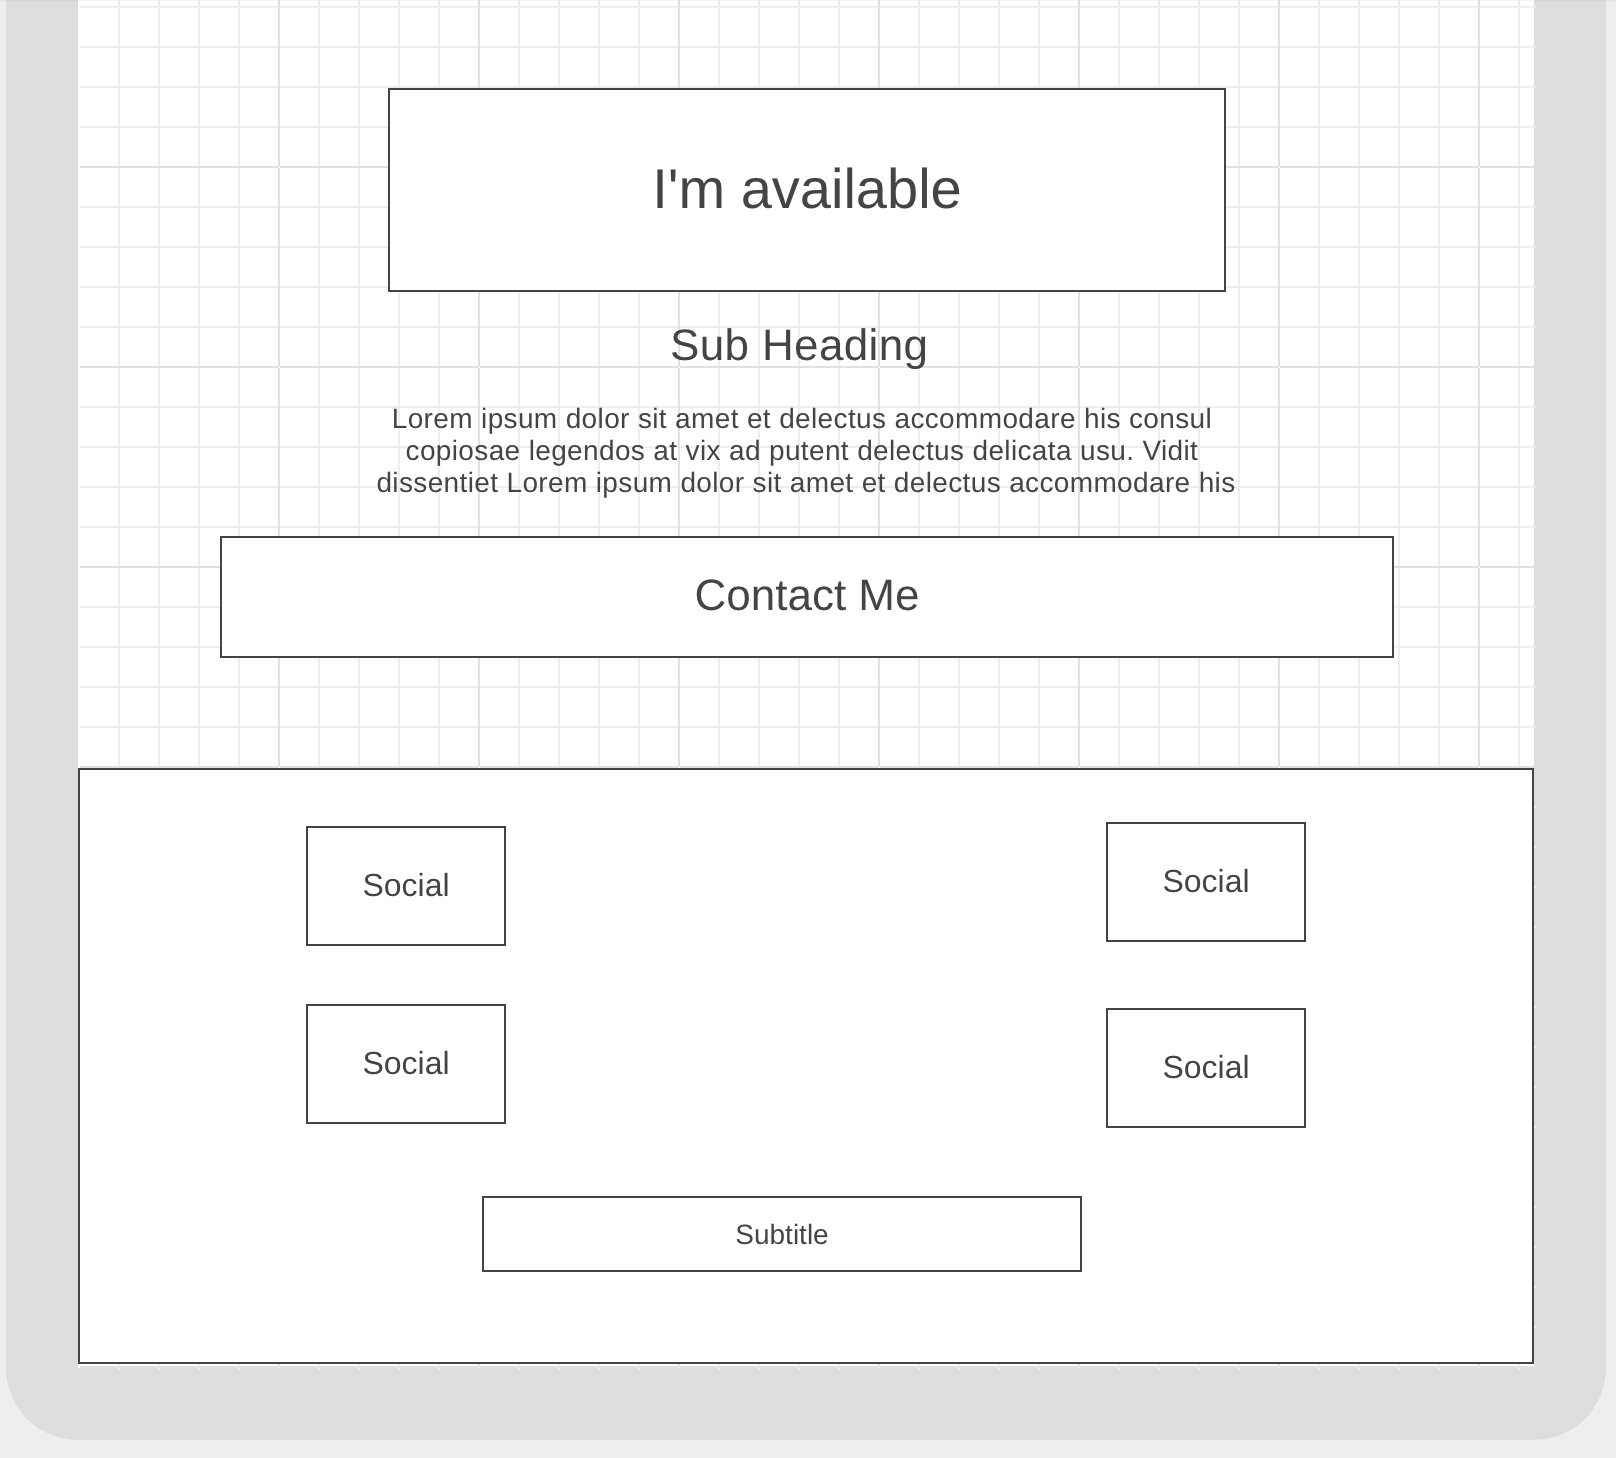 I'm available
Sub Heading
Lorem ipsum dolor sit amet et delectus accommodare his consul
copiosae legendos at vix ad putent delectus delicata usu. Vidit
dissentiet Lorem ipsum dolor sit amet et delectus accommodare his
Contact Me
Social
Social
Social
Social
Subtitle